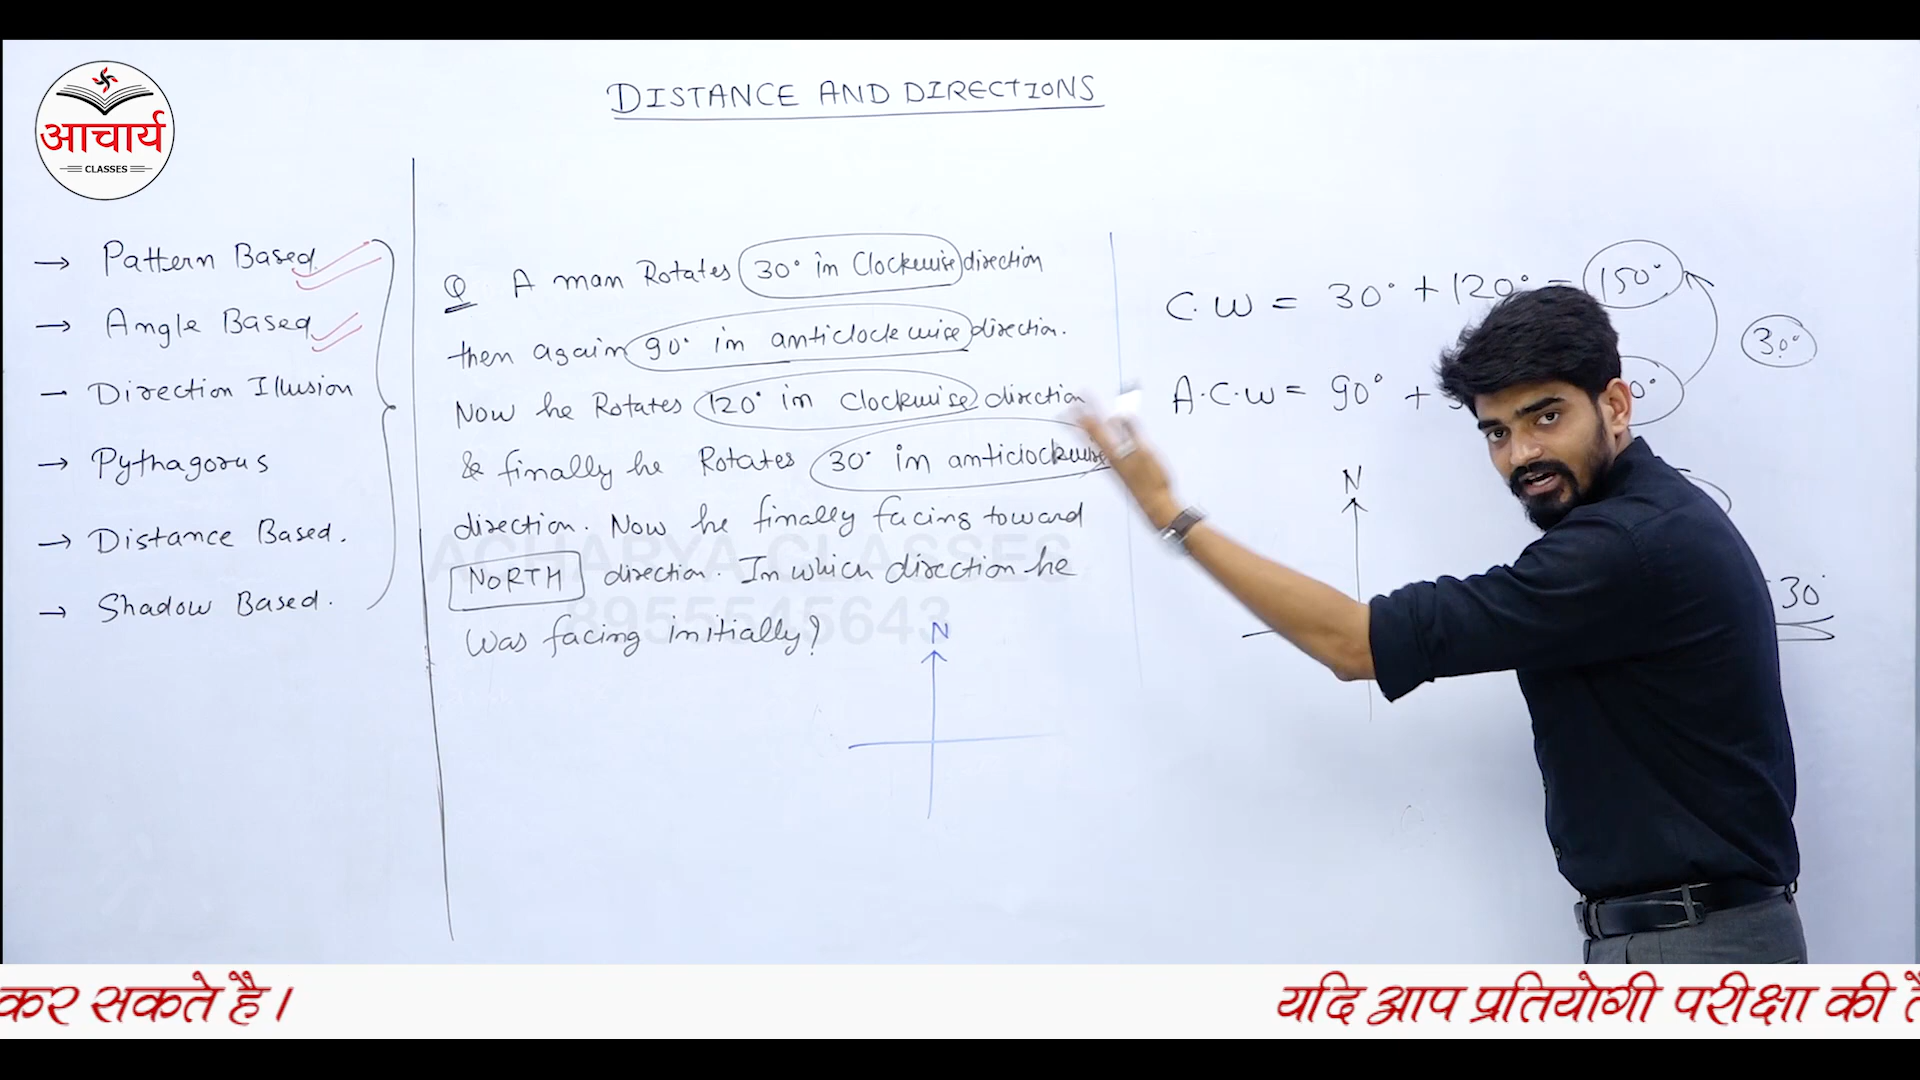 आचार्य
CLASSES
DISTANCE AND DIRECTIONS
→ Pattern Based
→ Angle Based
– Direction Illusion
→ Pythagorus
→ Distance Based.
→ Shadow Based.
Q A man Rotates 30° in Clockwise direction
then again 90° in anticlockwise direction.
Now he Rotates 120° in Clockwise direction
& finally he Rotates 30° in anticlockwise
direction. Now he finally facing toward
NORTH direction. In which direction he
was facing initially?
ACHARYA CLASSES
8955545643
N
C.W = 30° + 120° = 150°
30°
A.C.W = 90° +
N
30°
कर सकते है।
यदि आप प्रतियोगी परीक्षा की